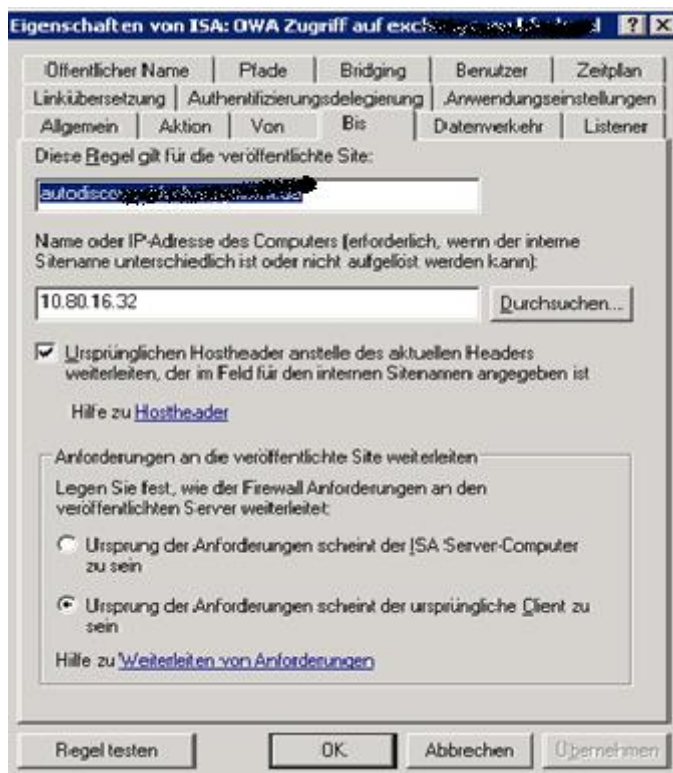 Eigenschaften von ISA: OWA Zugriff auf
? X
Öffentlicher Name | Pfade | Bridging | Benutzer | Zeitplan
Linkübersetzung | Authentifizierungsdelegierung | Anwendungseinstellungen
Allgemein | Aktion | Von | Bis | Datenverkehr | Listener
Diese Regel gilt für die veröffentlichte Site:
Name oder IP-Adresse des Computers (erforderlich, wenn der interne
Sitename unterschiedlich ist oder nicht aufgelöst werden kann):
10.80.16.32
Durchsuchen...
Ursprünglichen Hostheader anstelle des aktuellen Headers
weiterleiten, der im Feld für den internen Sitenamen angegeben ist
Hilfe zu Hostheader
Anforderungen an die veröffentlichte Site weiterleiten
Legen Sie fest, wie der Firewall Anforderungen an den
veröffentlichten Server weiterleitet:
Ursprung der Anforderungen scheint der ISA Server-Computer
zu sein
Ursprung der Anforderungen scheint der ursprüngliche Client zu
sein
Hilfe zu Weiterleiten von Anforderungen
Regel testen
OK
Abbrechen
Übernehmen